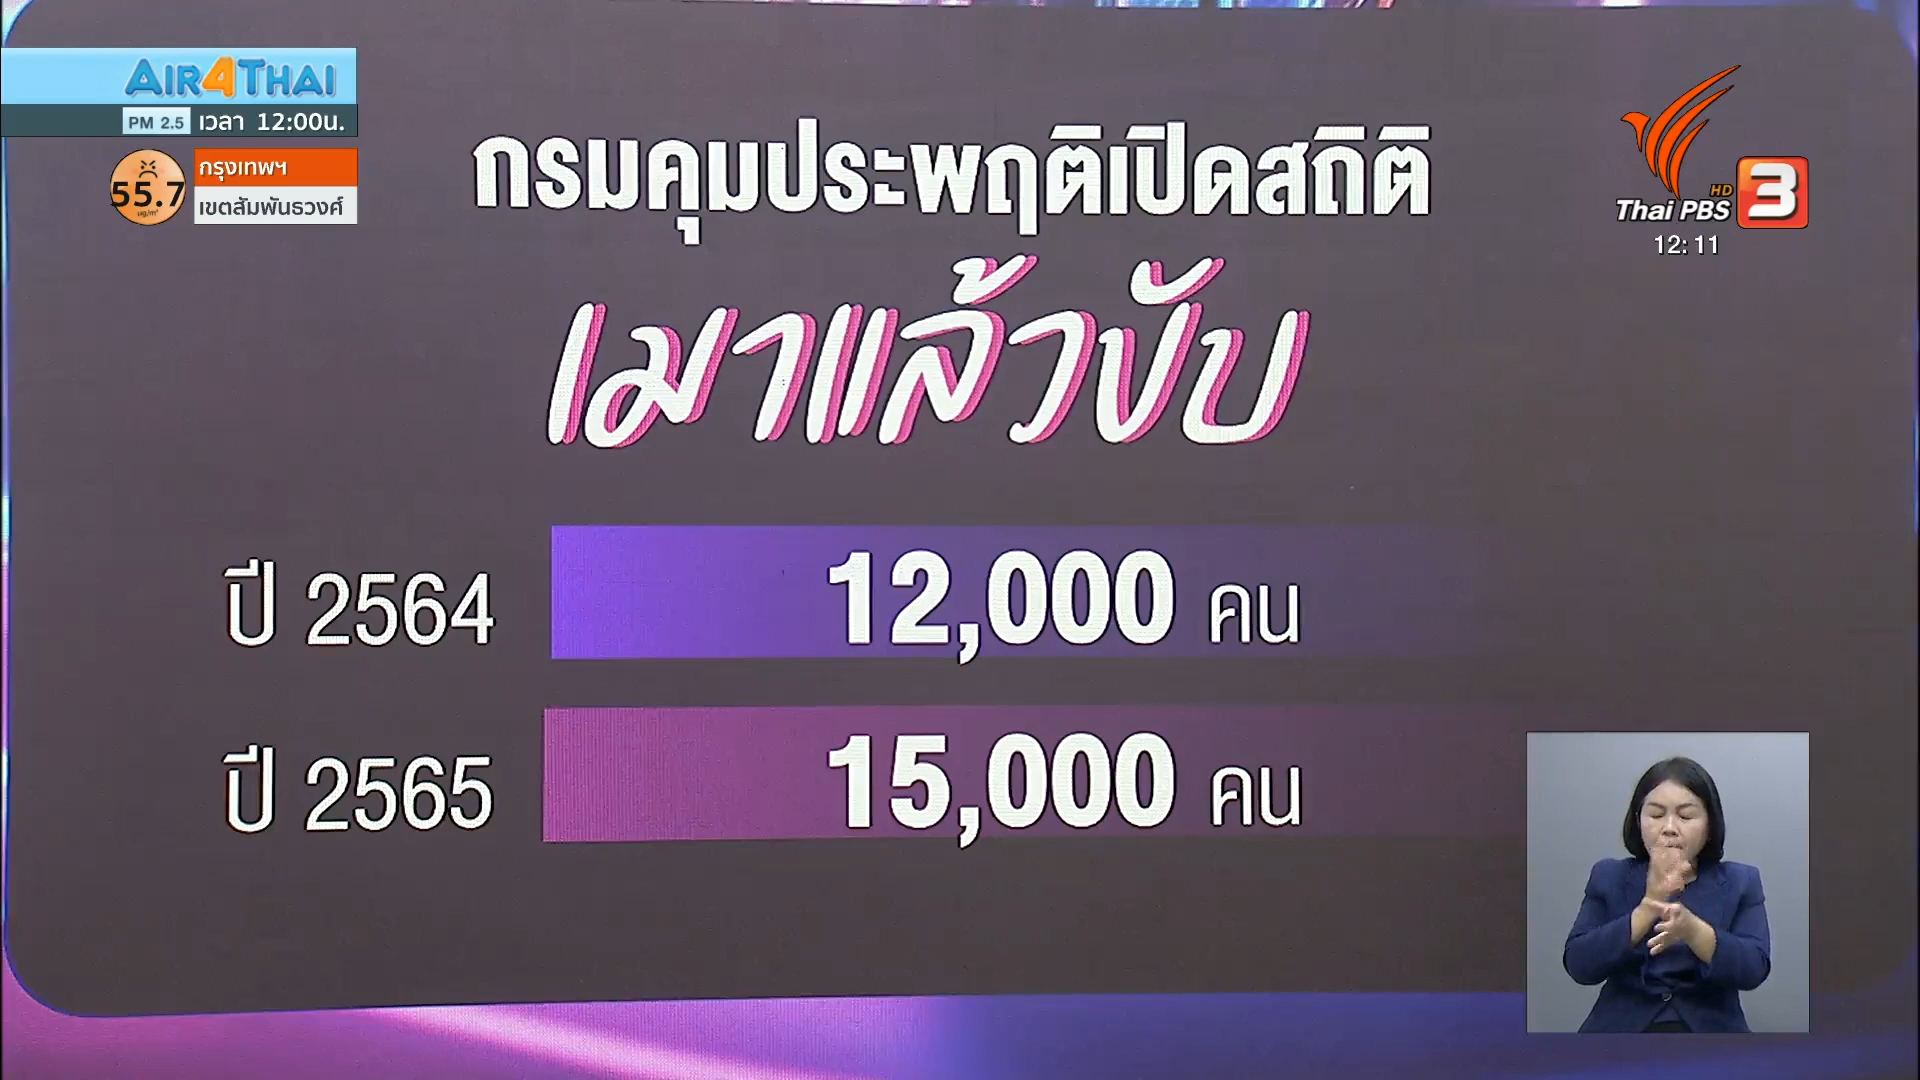 AIR4THAI
PM 2.5 เวลา 12:00น.
55.7
ug/m³
กรุงเทพฯ
เขตสัมพันธวงศ์
HD
Thai PBS 3
12:11
กรมคุมประพฤติเปิดสถิติ
เมาแล้วขับ
ปี 2564 12,000 คน
ปี 2565 15,000 คน